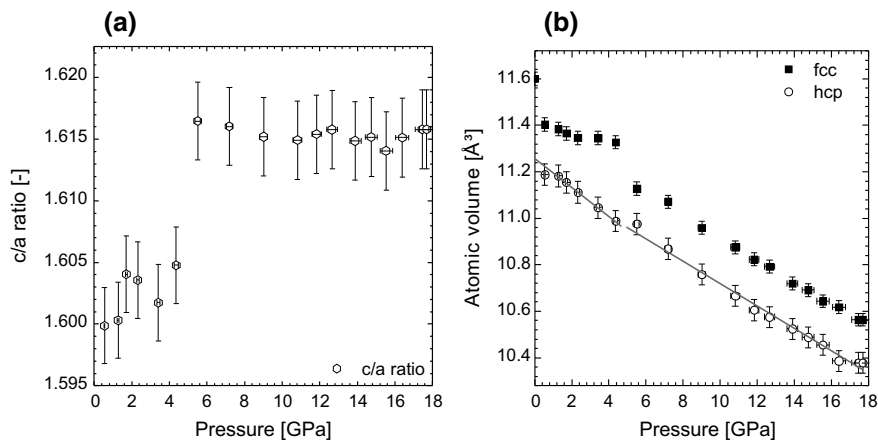 (a)
1.620
1.615
1.610
1.605
1.600
1.595
c/a ratio [-]
c/a ratio
0 2 4 6 8 10 12 14 16 18
Pressure [GPa]
(b)
11.6
11.4
11.2
11.0
10.8
10.6
10.4
Atomic volume [Å³]
fcc
hcp
0 2 4 6 8 10 12 14 16 18
Pressure [GPa]